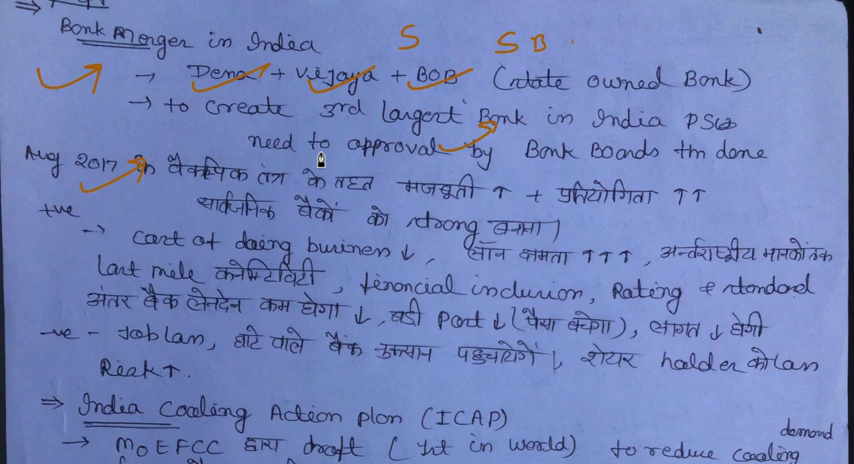 ⇒
Bank Merger in India S SB
→ Dena + Vijaya + BOB (state owned Bank)
→ to create 3rd largest Bank in India PSB
need to approval by Bank Boards then done
Aug 2017 के वैकल्पिक तंत्र के तहत मजबूती ↑ + प्रतियोगिता ↑↑
सार्वजनिक बैंकों को strong बनाना।
+ve
→ cost of doing business ↓, लोन क्षमता ↑↑↑, अन्तर्राष्ट्रीय मानकों तक
last mile कनेक्टिविटी, financial inclusion, Rating & standard
अंतर बैंक लेनदेन कम होगा ↓, बडी Post ↓ (पैसा बचेगा), लागत ↓ होगी
-ve - Job loss, घाटे वाले बैंक नुकसान पहुचायेगें ↓, शेयर holder को loss
Risk ↑.
⇒ India Cooling Action plan (ICAP)
demand
→ MOEFCC द्वारा draft (1st in world) to reduce cooling